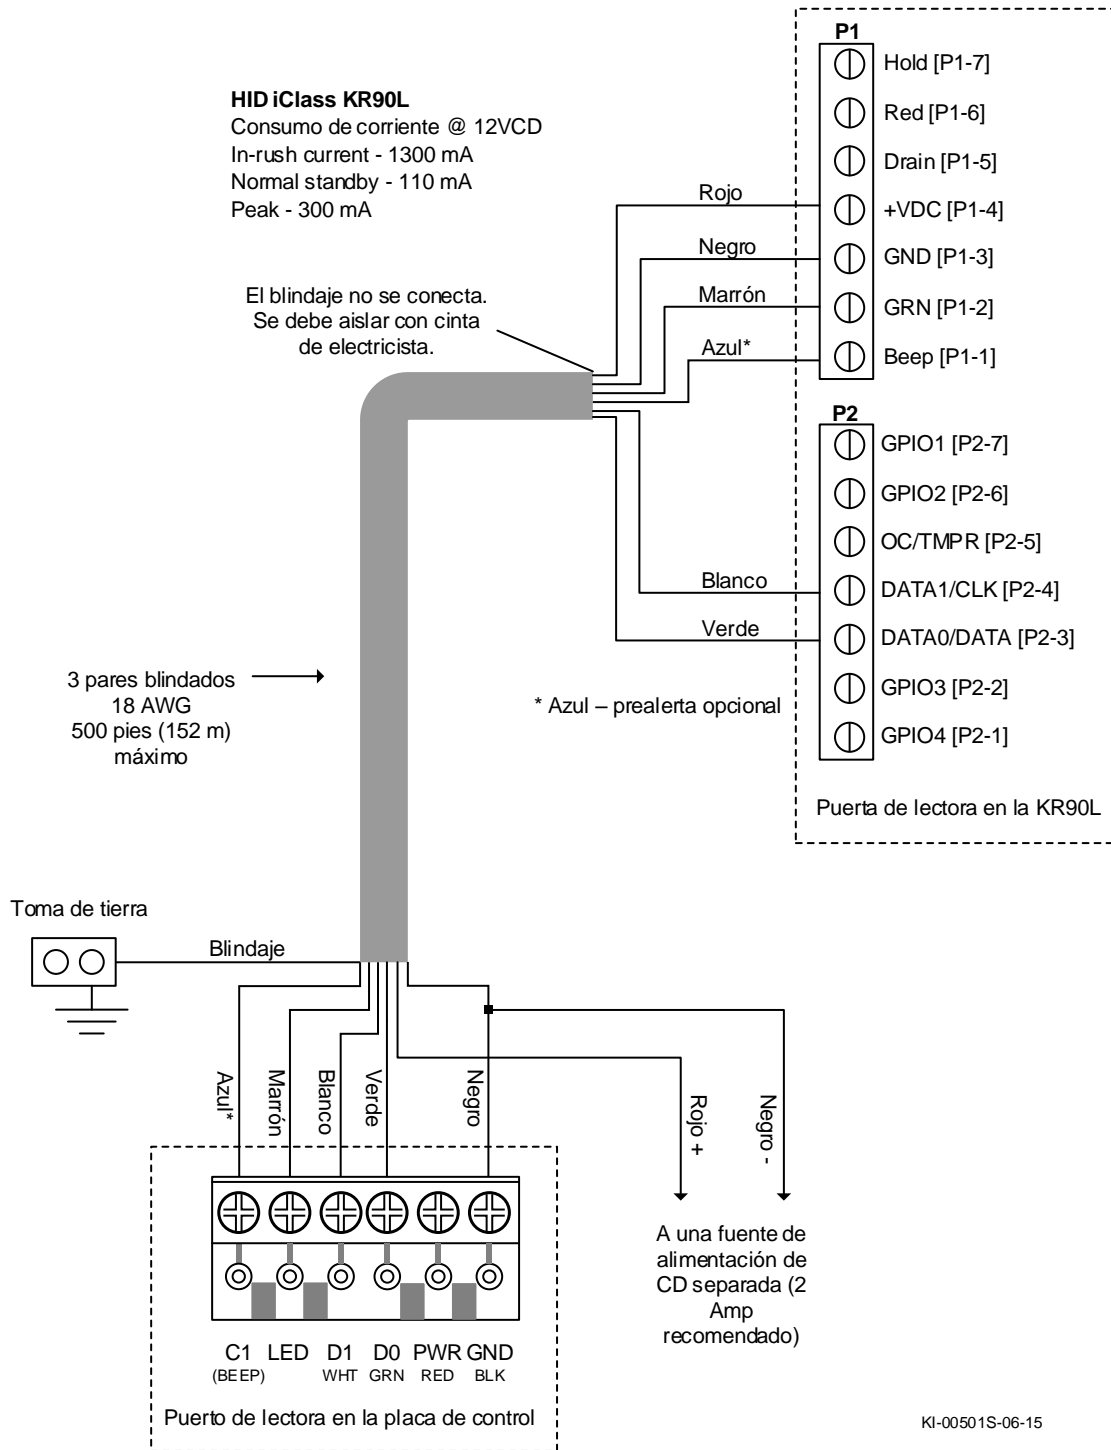 HID iClass KR90L
Consumo de corriente @ 12VCD
In-rush current - 1300 mA
Normal standby - 110 mA
Peak - 300 mA
El blindaje no se conecta.
Se debe aislar con cinta
de electricista.
Rojo
Negro
Marrón
Azul*
P1
Hold [P1-7]
Red [P1-6]
Drain [P1-5]
+VDC [P1-4]
GND [P1-3]
GRN [P1-2]
Beep [P1-1]
P2
GPIO1 [P2-7]
GPIO2 [P2-6]
OC/TMPR [P2-5]
DATA1/CLK [P2-4]
DATA0/DATA [P2-3]
GPIO3 [P2-2]
GPIO4 [P2-1]
Blanco
Verde
* Azul – prealerta opcional
Puerta de lectora en la KR90L
3 pares blindados
18 AWG
500 pies (152 m)
máximo
Toma de tierra
Blindaje
Azul*
Marrón
Blanco
Verde
Negro
Rojo +
Negro -
A una fuente de
alimentación de
CD separada (2
Amp
recomendado)
C1 LED D1 D0 PWR GND
(BEEP) WHT GRN RED BLK
Puerto de lectora en la placa de control
KI-00501S-06-15